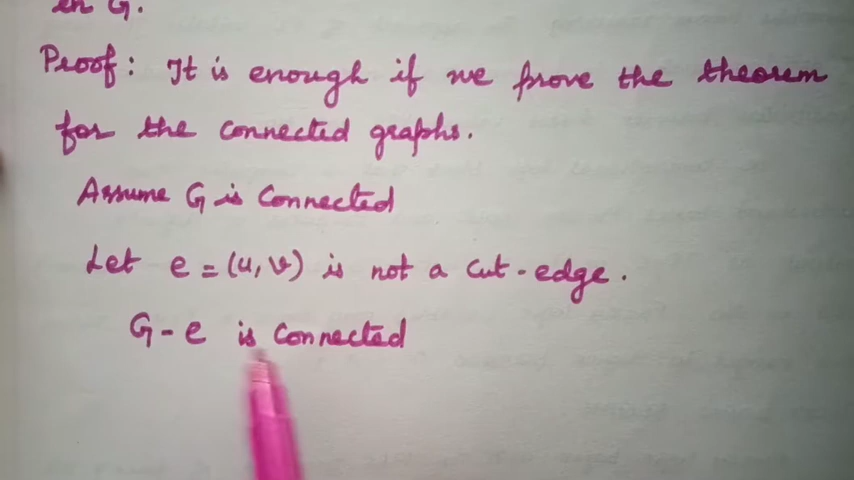 in G.
Proof: It is enough if we prove the theorem
for the connected graphs.
Assume G is Connected
Let e = (u, v) is not a cut-edge.
G - e is Connected